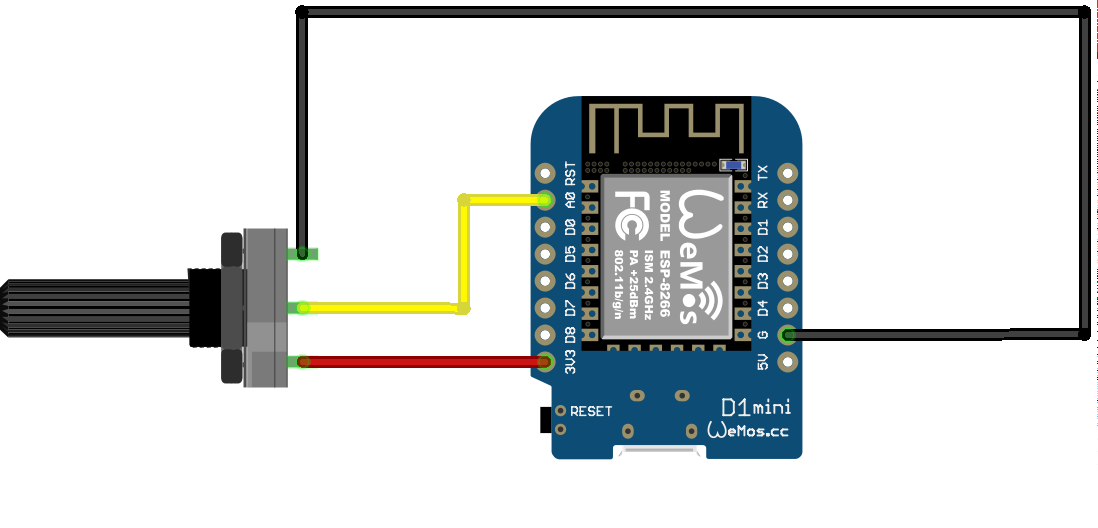 RST
A0
D0
D5
D6
D7
D8
3V3
TX
RX
D1
D2
D3
D4
G
5V
WeMos
MODEL ESP-8266
ISM 2.4GHz
PA +25dBm
802.11b/g/n
FC
RESET
D1mini
WeMos.cc